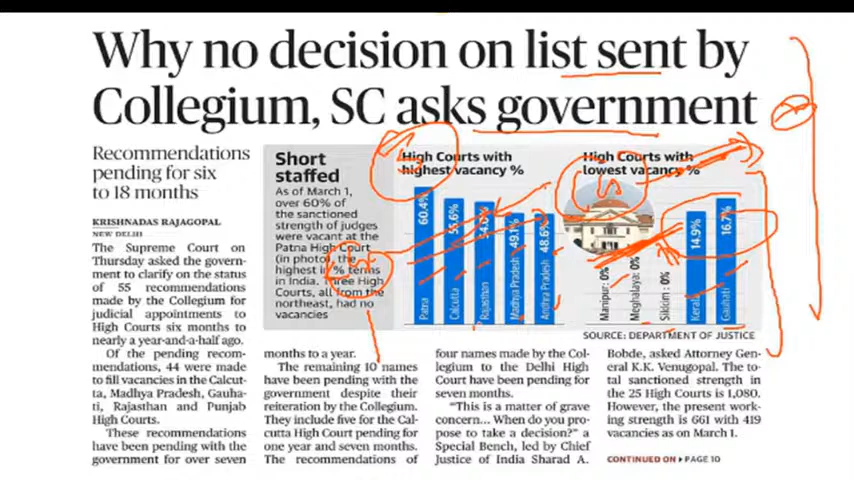 Why no decision on list sent by
Collegium, SC asks government
Recommendations
pending for six
to 18 months
KRISHNADAS RAJAGOPAL
NEW DELHI
The Supreme Court on
Thursday asked the govern-
ment to clarify on the status
of 55 recommendations
made by the Collegium for
judicial appointments to
High Courts six months to
nearly a year-and-a-half ago.
Of the pending recom-
mendations, 44 were made
to fill vacancies in the Calcut-
ta, Madhya Pradesh, Gauha-
ti, Rajasthan and Punjab
High Courts.
These recommendations
have been pending with the
government for over seven
Short
staffed
As of March 1,
over 60% of
the sanctioned
strength of judges
were vacant at the
Patna High Court
(in photo), the
highest in % terms
in India. Three High
Courts, all from the
northeast, had no
vacancies
High Courts with
highest vacancy %
60.4%
Patna
Calcutta
Rajasthan
49.1%
Madhya Pradesh
48.6%
Andhra Pradesh
High Courts with
lowest vacancy %
Manipur: 0%
Meghalaya: 0%
Sikkim: 0%
14.9%
Kerala
16.7%
Gauhati
SOURCE: DEPARTMENT OF JUSTICE
months to a year.
The remaining 10 names
have been pending with the
government despite their
reiteration by the Collegium.
They include five for the Cal-
cutta High Court pending for
one year and seven months.
The recommendations of
four names made by the Col-
legium to the Delhi High
Court have been pending for
seven months.
"This is a matter of grave
concern... When do you pro-
pose to take a decision?" a
Special Bench, led by Chief
Justice of India Sharad A.
Bobde, asked Attorney Gen-
eral K.K. Venugopal. The to-
tal sanctioned strength in
the 25 High Courts is 1,080.
However, the present work-
ing strength is 661 with 419
vacancies as on March 1.
CONTINUED ON ▶ PAGE 10